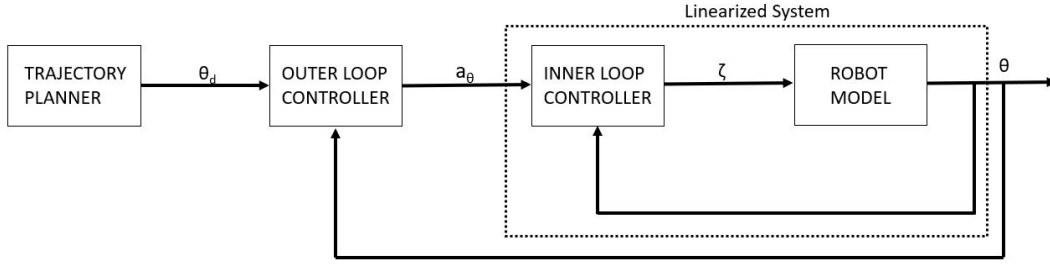 Linearized System
TRAJECTORY
PLANNER
θd
OUTER LOOP
CONTROLLER
aθ
INNER LOOP
CONTROLLER
ζ
ROBOT
MODEL
θ